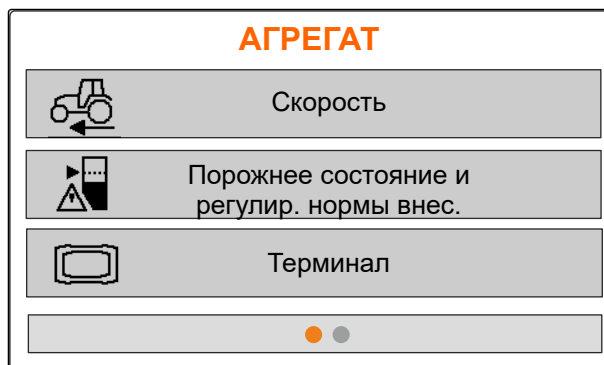 АГРЕГАТ
Скорость
Порожнее состояние и
регулир. нормы внес.
Терминал